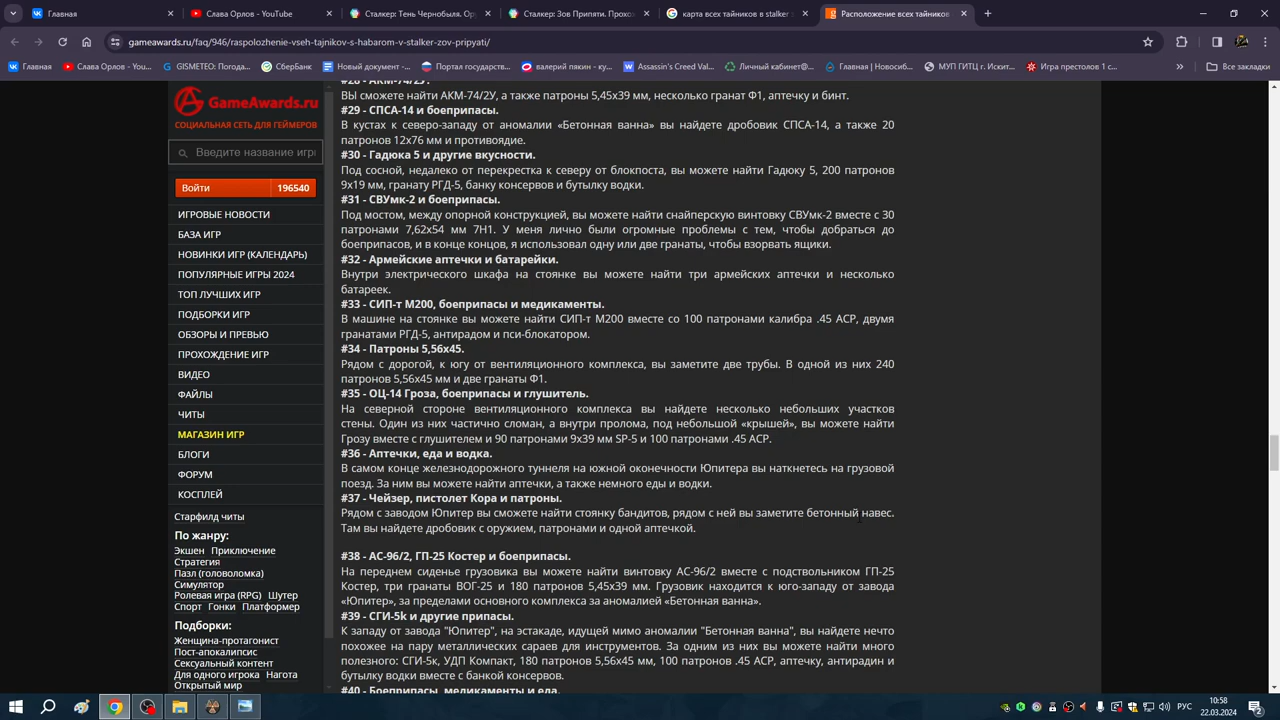 Главная
Слава Орлов - YouTube
Сталкер: Тень Чернобыля. Ор
Сталкер: Зов Припяти. Прохо
карта всех тайников в stalker з
Расположение всех тайников
gameawards.ru/faq/946/raspolozhenie-vseh-tajnikov-s-habarom-v-stalker-zov-pripyati/
Главная
Слава Орлов - You...
GISMETEO: Погода...
СберБанк
Новый документ -...
Портал государств...
валерий пякин - ку...
Assassin's Creed Val...
Личный кабинет@...
Главная | Новосиб...
МУП ГИТЦ г. Искит...
Игра престолов 1 с...
»
Все закладки
GameAwards.ru
СОЦИАЛЬНАЯ СЕТЬ ДЛЯ ГЕЙМЕРОВ
Введите название игры
Войти 196540
ИГРОВЫЕ НОВОСТИ
БАЗА ИГР
НОВИНКИ ИГР (КАЛЕНДАРЬ)
ПОПУЛЯРНЫЕ ИГРЫ 2024
ТОП ЛУЧШИХ ИГР
ПОДБОРКИ ИГР
ОБЗОРЫ И ПРЕВЬЮ
ПРОХОЖДЕНИЕ ИГР
ВИДЕО
ФАЙЛЫ
ЧИТЫ
МАГАЗИН ИГР
БЛОГИ
ФОРУМ
КОСПЛЕЙ
Старфилд читы
По жанру:
Экшен Приключение
Стратегия
Пазл (головоломка)
Симулятор
Ролевая игра (RPG) Шутер
Спорт Гонки Платформер
Подборки:
Женщина-протагонист
Пост-апокалипсис
Сексуальный контент
Для одного игрока Нагота
Открытый мир
#28 - АКМ-74/2У.
ВЫ сможете найти АКМ-74/2У, а также патроны 5,45x39 мм, несколько гранат Ф1, аптечку и бинт.
#29 - СПСА-14 и боеприпасы.
В кустах к северо-западу от аномалии «Бетонная ванна» вы найдете дробовик СПСА-14, а также 20
патронов 12x76 мм и противоядие.
#30 - Гадюка 5 и другие вкусности.
Под сосной, недалеко от перекрестка к северу от блокпоста, вы можете найти Гадюку 5, 200 патронов
9x19 мм, гранату РГД-5, банку консервов и бутылку водки.
#31 - СВУмк-2 и боеприпасы.
Под мостом, между опорной конструкцией, вы можете найти снайперскую винтовку СВУмк-2 вместе с 30
патронами 7,62x54 мм 7Н1. У меня лично были огромные проблемы с тем, чтобы добраться до
боеприпасов, и в конце концов, я использовал одну или две гранаты, чтобы взорвать ящики.
#32 - Армейские аптечки и батарейки.
Внутри электрического шкафа на стоянке вы можете найти три армейских аптечки и несколько
батареек.
#33 - СИП-т М200, боеприпасы и медикаменты.
В машине на стоянке вы можете найти СИП-т М200 вместе со 100 патронами калибра .45 ACP, двумя
гранатами РГД-5, антирадом и пси-блокатором.
#34 - Патроны 5,56x45.
Рядом с дорогой, к югу от вентиляционного комплекса, вы заметите две трубы. В одной из них 240
патронов 5,56x45 мм и две гранаты Ф1.
#35 - ОЦ-14 Гроза, боеприпасы и глушитель.
На северной стороне вентиляционного комплекса вы найдете несколько небольших участков
стены. Один из них частично сломан, а внутри пролома, под небольшой «крышей», вы можете найти
Грозу вместе с глушителем и 90 патронами 9x39 мм SP-5 и 100 патронами .45 ACP.
#36 - Аптечки, еда и водка.
В самом конце железнодорожного туннеля на южной оконечности Юпитера вы наткнетесь на грузовой
поезд. За ним вы можете найти аптечки, а также немного еды и водки.
#37 - Чейзер, пистолет Кора и патроны.
Рядом с заводом Юпитер вы сможете найти стоянку бандитов, рядом с ней вы заметите бетонный навес.
Там вы найдете дробовик с оружием, патронами и одной аптечкой.
#38 - АС-96/2, ГП-25 Костер и боеприпасы.
На переднем сиденье грузовика вы можете найти винтовку АС-96/2 вместе с подствольником ГП-25
Костер, три гранаты ВОГ-25 и 180 патронов 5,45x39 мм. Грузовик находится к юго-западу от завода
«Юпитер», за пределами основного комплекса за аномалией «Бетонная ванна».
#39 - СГИ-5k и другие припасы.
К западу от завода "Юпитер", на эстакаде, идущей мимо аномалии "Бетонная ванна", вы найдете нечто
похожее на пару металлических сараев для инструментов. За одним из них вы можете найти много
полезного: СГИ-5к, УДП Компакт, 180 патронов 5,56x45 мм, 100 патронов .45 ACP, аптечку, антирадин и
бутылку водки вместе с банкой консервов.
#40 - Боеприпасы, медикаменты и еда.
РУС
10:58
22.03.2024
2